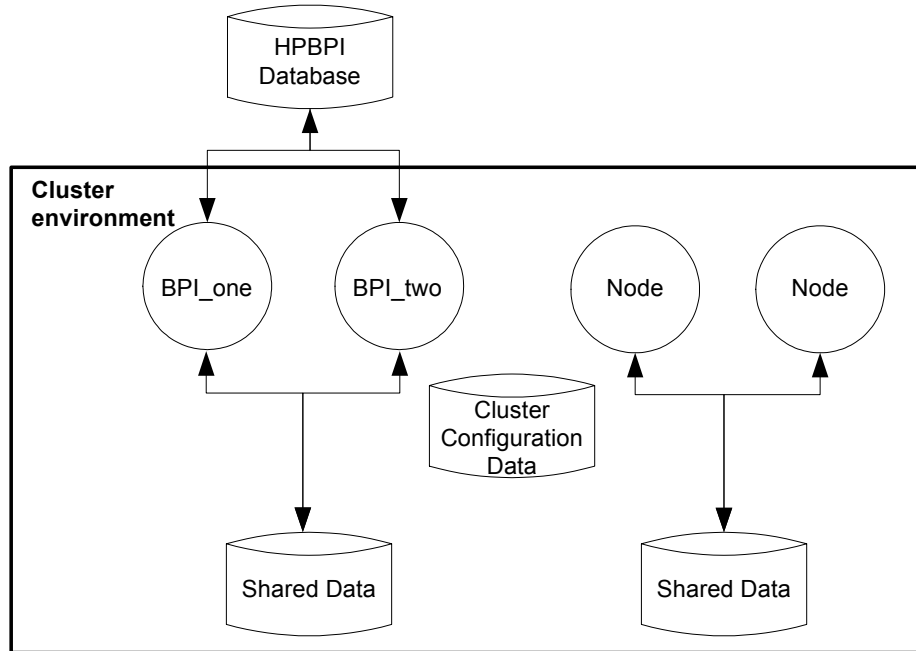 HPBPI
Database
Cluster
environment
BPI_one
BPI_two
Node
Node
Cluster
Configuration
Data
Shared Data
Shared Data